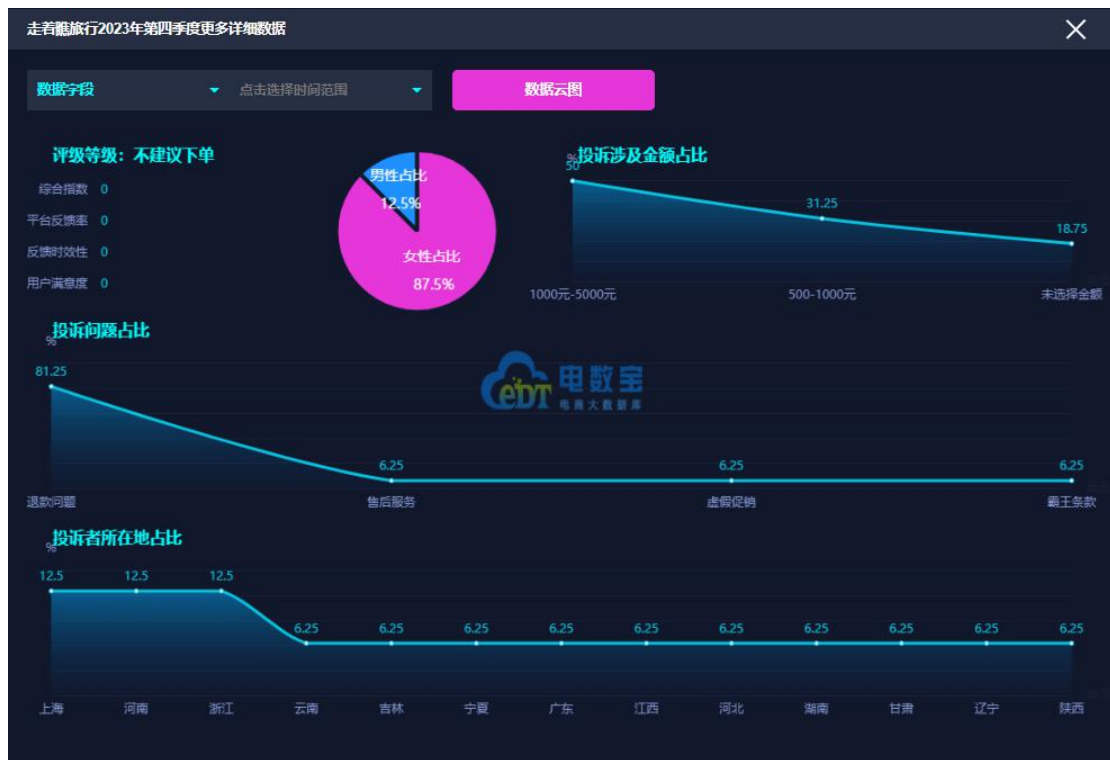 走着瞧旅行2023年第四季度更多详细数据
数据字段
点击选择时间范围
数据云图
评级等级：不建议下单
综合指数 0
平台反馈率 0
反馈时效性 0
用户满意度 0
男性占比
12.5%
女性占比
87.5%
投诉涉及金额占比
%
50
31.25
18.75
1000元-5000元
500-1000元
未选择金额
投诉问题占比
%
81.25
6.25
6.25
6.25
退款问题
售后服务
虚假促销
霸王条款
电数宝
eDT
电商大数据库
投诉者所在地占比
%
12.5 12.5 12.5 6.25 6.25 6.25 6.25 6.25 6.25 6.25 6.25 6.25 6.25
上海 河南 浙江 云南 吉林 宁夏 广东 江西 河北 湖南 甘肃 辽宁 陕西